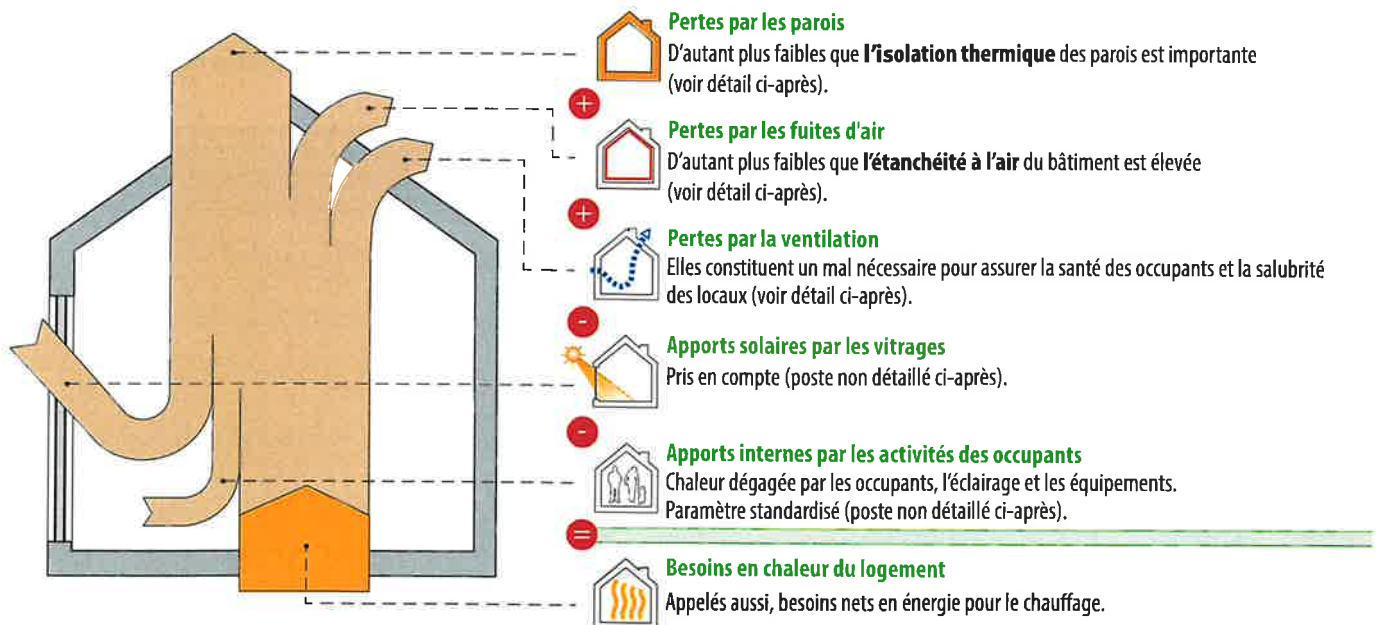 Pertes par les parois
D'autant plus faibles que l'isolation thermique des parois est importante
(voir détail ci-après).
+
Pertes par les fuites d'air
D'autant plus faibles que l'étanchéité à l'air du bâtiment est élevée
(voir détail ci-après).
+
Pertes par la ventilation
Elles constituent un mal nécessaire pour assurer la santé des occupants et la salubrité
des locaux (voir détail ci-après).
-
Apports solaires par les vitrages
Pris en compte (poste non détaillé ci-après).
-
Apports internes par les activités des occupants
Chaleur dégagée par les occupants, l'éclairage et les équipements.
Paramètre standardisé (poste non détaillé ci-après).
=
Besoins en chaleur du logement
Appelés aussi, besoins nets en énergie pour le chauffage.